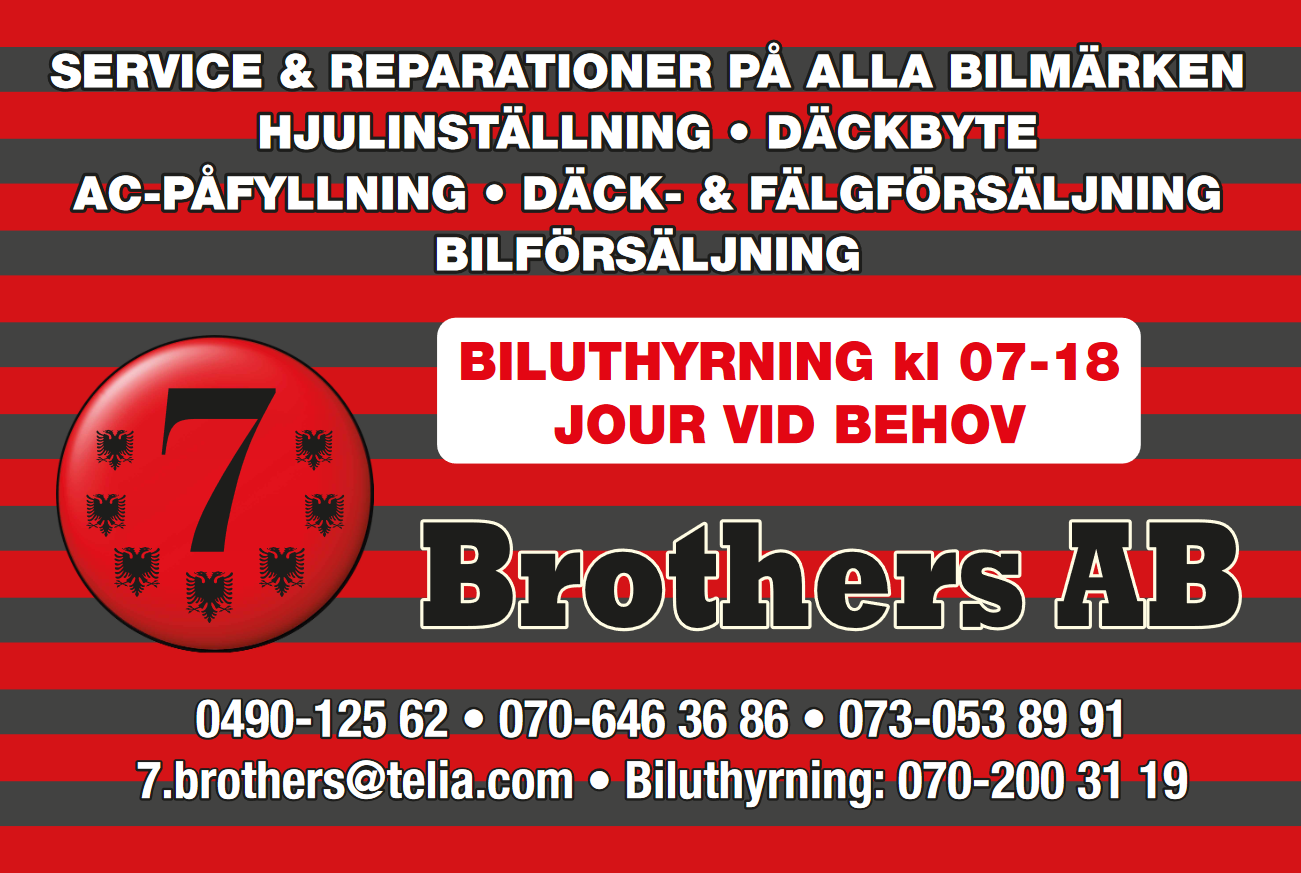 SERVICE & REPARATIONER PÅ ALLA BILMÄRKEN
HJULINSTÄLLNING • DÄCKBYTE
AC-PÅFYLLNING • DÄCK- & FÄLGFÖRSÄLJNING
BILFÖRSÄLJNING
BILUTHYRNING kl 07-18
JOUR VID BEHOV
7
Brothers AB
0490-125 62 • 070-646 36 86 • 073-053 89 91
7.brothers@telia.com • Biluthyrning: 070-200 31 19